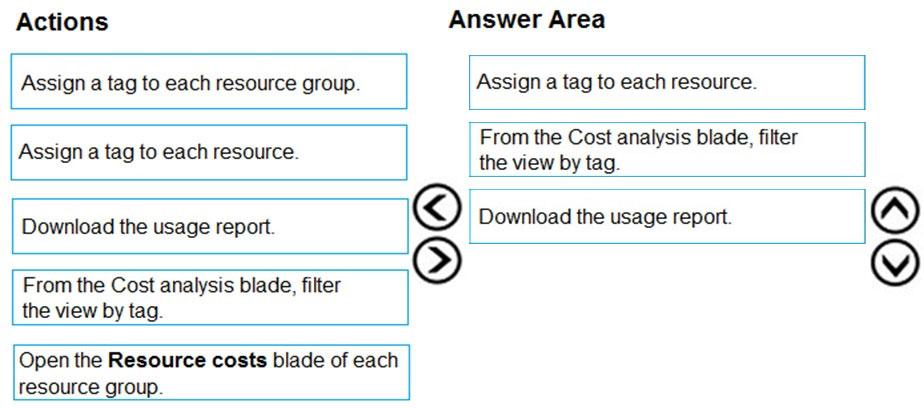 Actions
Assign a tag to each resource group.
Assign a tag to each resource.
Download the usage report.
From the Cost analysis blade, filter
the view by tag.
Open the Resource costs blade of each
resource group.
Answer Area
Assign a tag to each resource.
From the Cost analysis blade, filter
the view by tag.
Download the usage report.